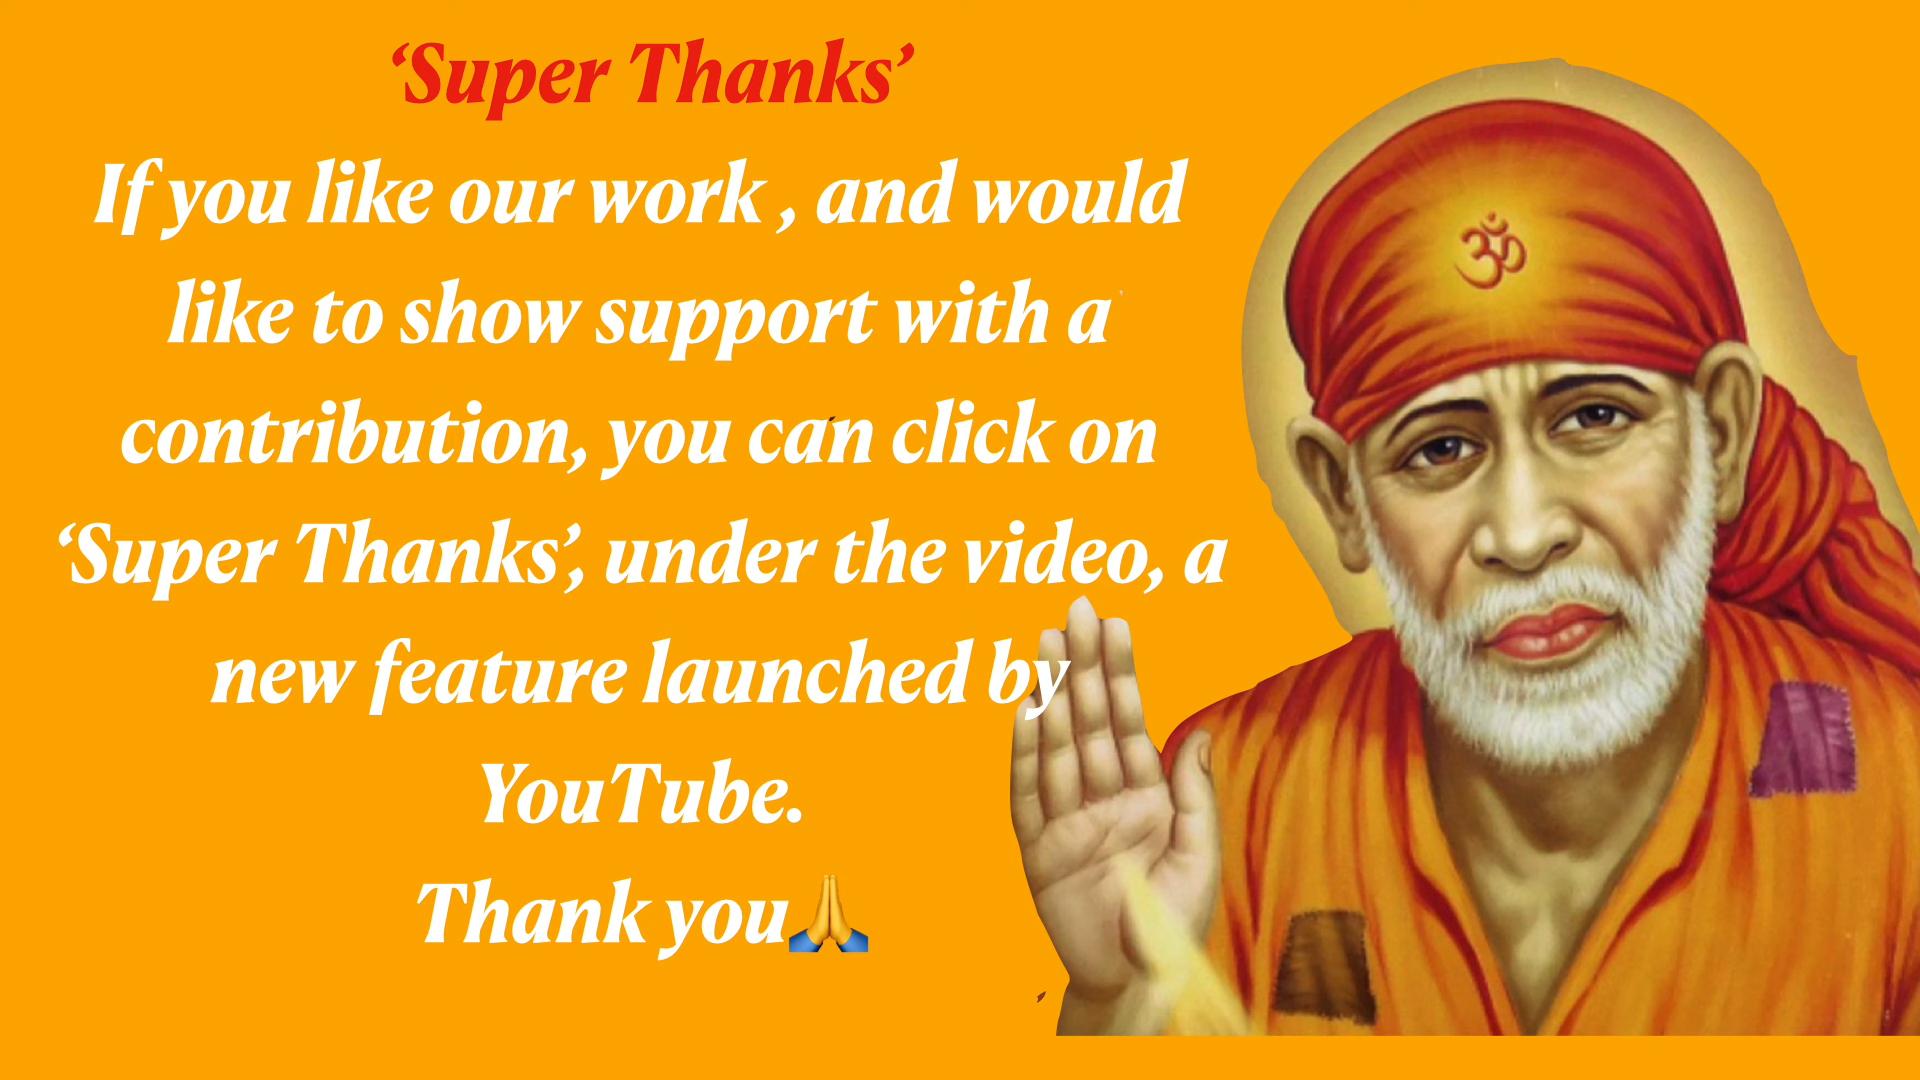 ‘Super Thanks’
If you like our work , and would
like to show support with a
contribution, you can click on
‘Super Thanks’, under the video, a
new feature launched by
YouTube.
Thank you🙏
ॐ